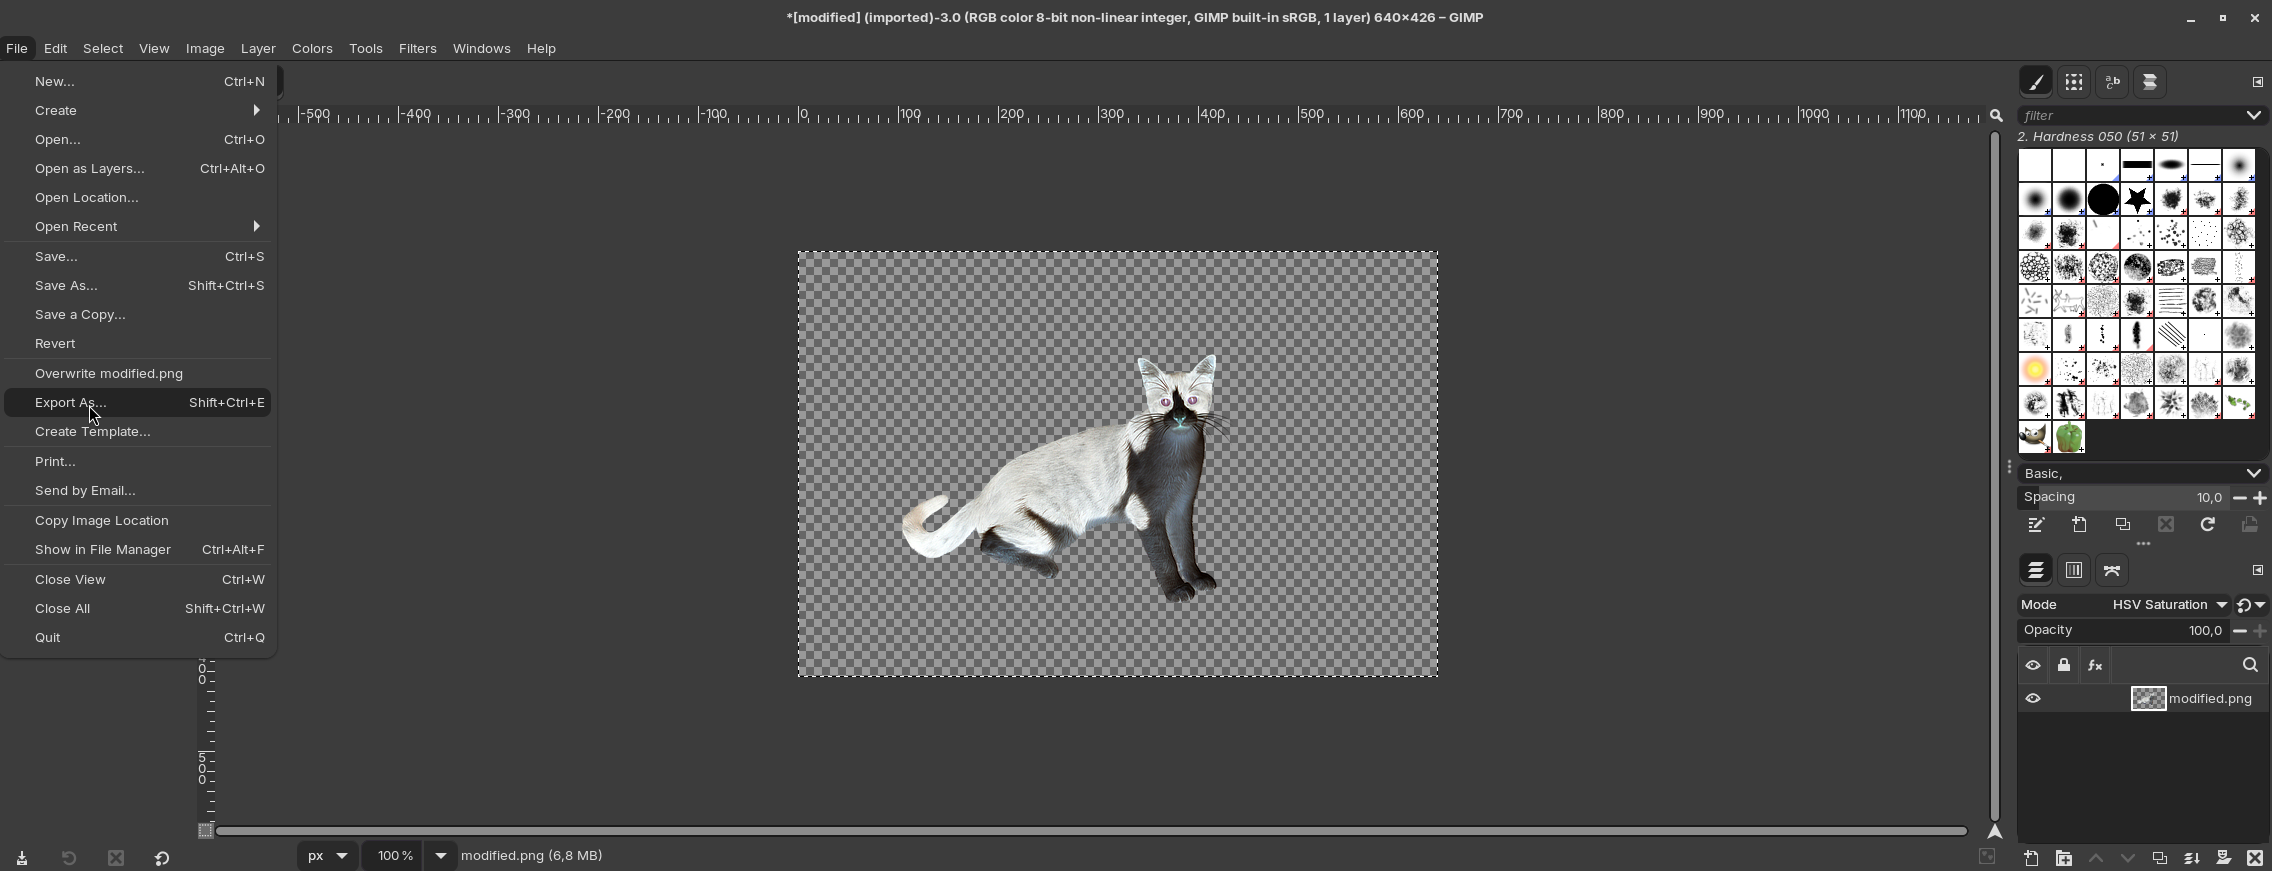 *[modified] (imported)-3.0 (RGB color 8-bit non-linear integer, GIMP built-in sRGB, 1 layer) 640×426 – GIMP
File Edit Select View Image Layer Colors Tools Filters Windows Help
New... Ctrl+N
Create
Open... Ctrl+O
Open as Layers... Ctrl+Alt+O
Open Location...
Open Recent
Save... Ctrl+S
Save As... Shift+Ctrl+S
Save a Copy...
Revert
Overwrite modified.png
Export As... Shift+Ctrl+E
Create Template...
Print...
Send by Email...
Copy Image Location
Show in File Manager Ctrl+Alt+F
Close View Ctrl+W
Close All Shift+Ctrl+W
Quit Ctrl+Q
-500 -400 -300 -200 -100 0 100 200 300 400 500 600 700 800 900 1000 1100
0
0
5
0
0
px 100 % modified.png (6,8 MB)
filter
2. Hardness 050 (51 × 51)
Basic,
Spacing 10,0
Mode HSV Saturation
Opacity 100,0
fx
modified.png